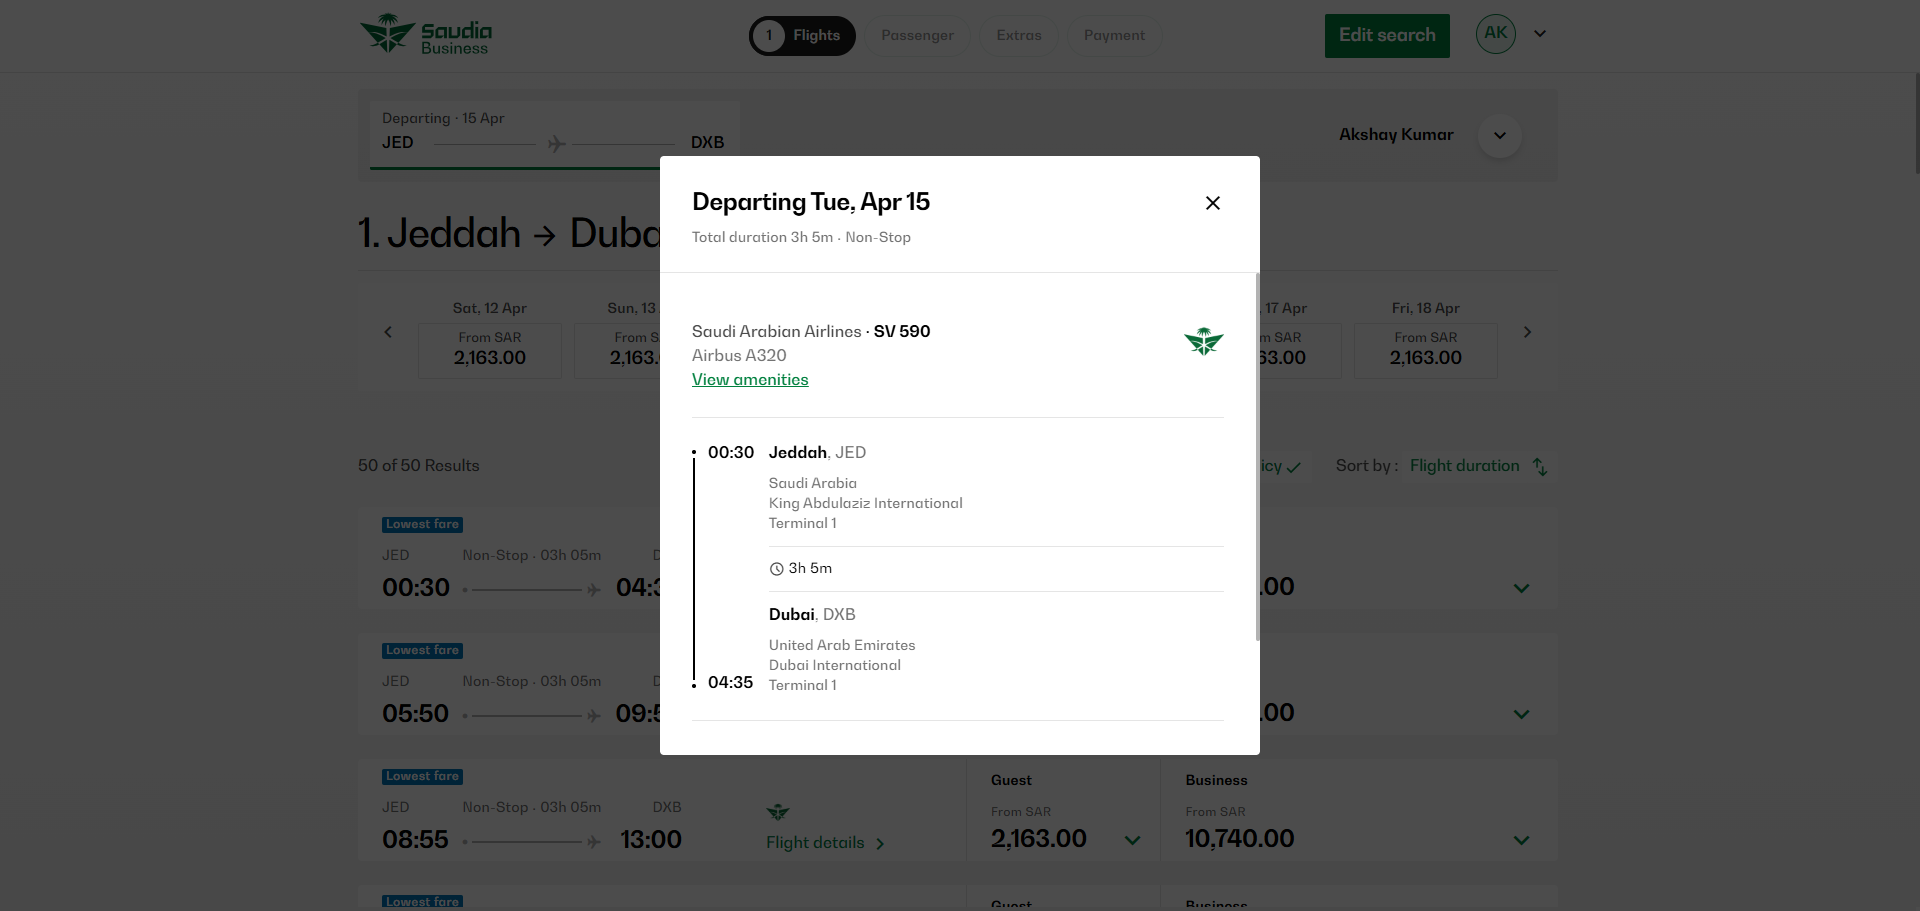 Saudia
Business
1 Flights
Passenger
Extras
Payment
Edit search
AK
Departing · 15 Apr
JED
DXB
Akshay Kumar
1. Jeddah → Duba
Sat, 12 Apr
From SAR
2,163.00
Sun, 13
From S
2,163.
17 Apr
m SAR
63.00
Fri, 18 Apr
From SAR
2,163.00
50 of 50 Results
icy
Sort by : Flight duration
Lowest fare
JED Non-Stop · 03h 05m D
00:30 04:3
.00
Lowest fare
JED Non-Stop · 03h 05m D
05:50 09:5
.00
Lowest fare
JED Non-Stop · 03h 05m DXB
08:55 13:00
Flight details
Guest
From SAR
2,163.00
Business
From SAR
10,740.00
Lowest fare
Guest
Business
Departing Tue, Apr 15
Total duration 3h 5m · Non-Stop
Saudi Arabian Airlines · SV 590
Airbus A320
View amenities
00:30 Jeddah, JED
Saudi Arabia
King Abdulaziz International
Terminal 1
3h 5m
Dubai, DXB
United Arab Emirates
Dubai International
04:35 Terminal 1